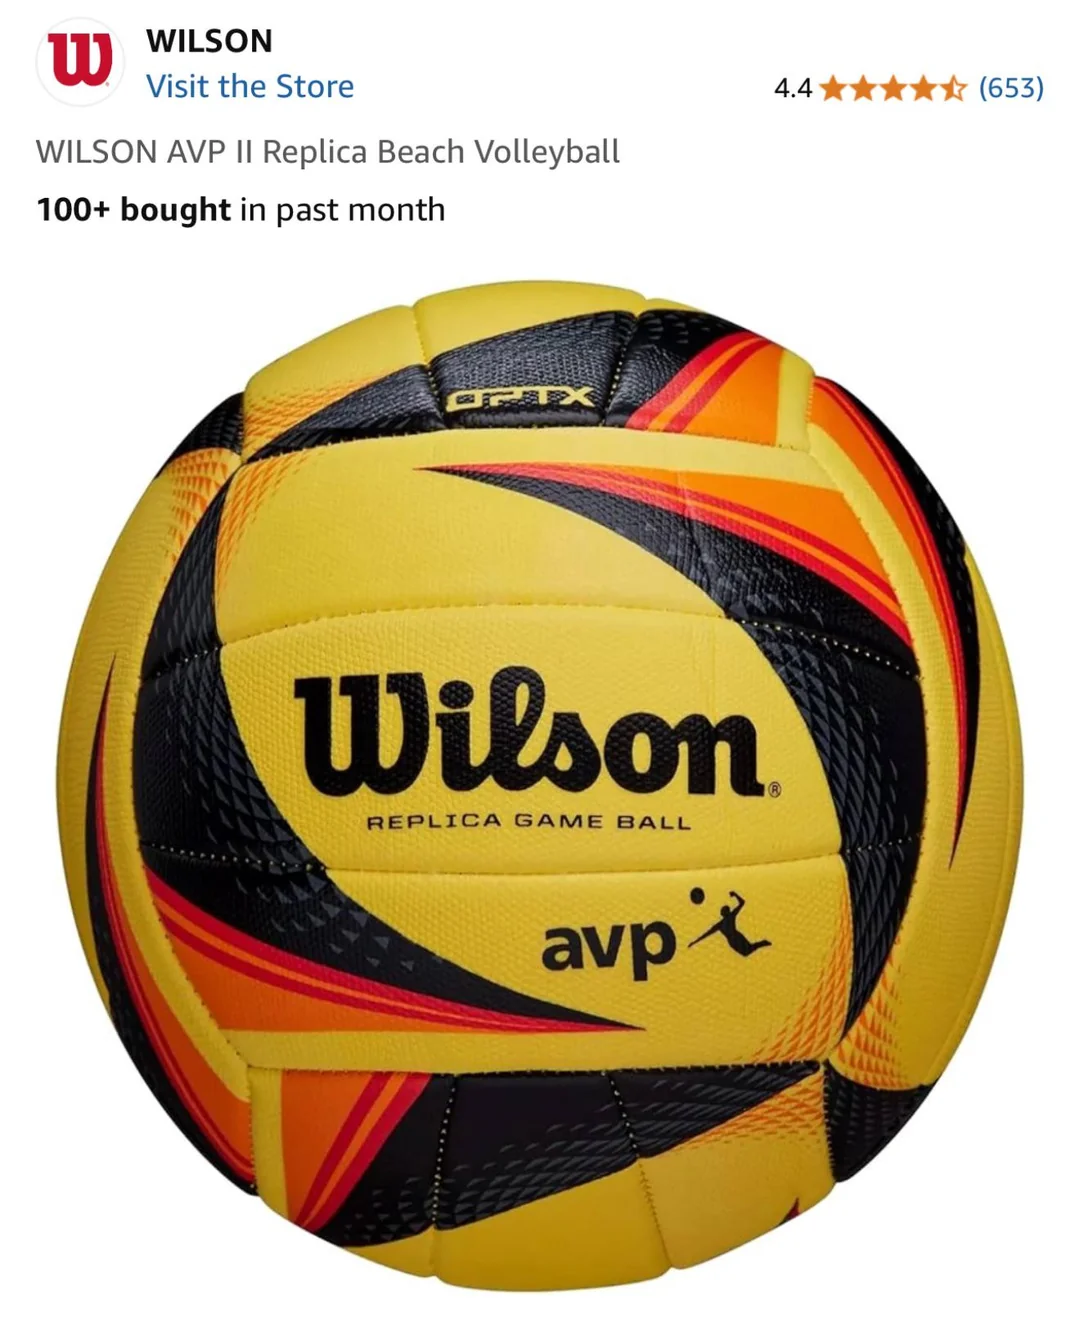 W
WILSON
Visit the Store
4.4 (653)
WILSON AVP II Replica Beach Volleyball
100+ bought in past month
OPTX
Wilson®
REPLICA GAME BALL
avp